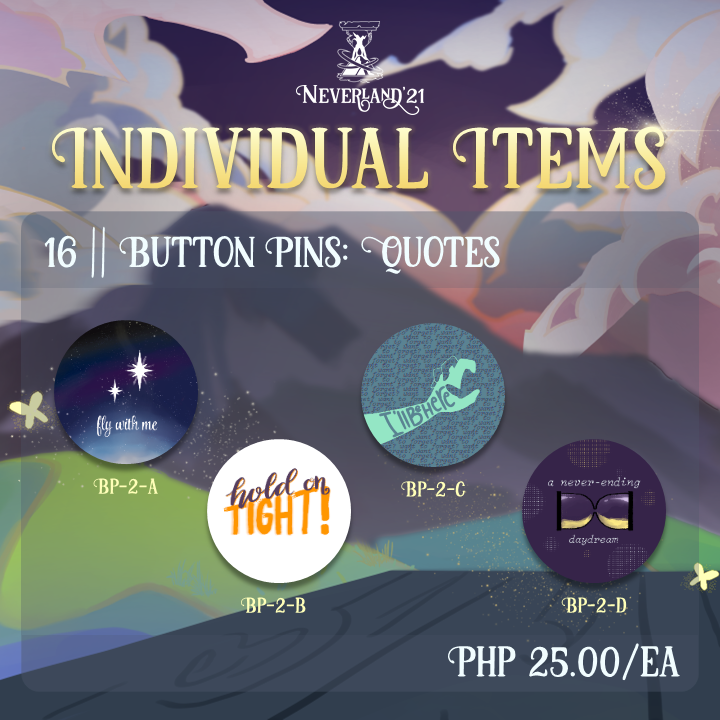 Neverland'21
Individual Items
16 || Button Pins: Quotes
fly with me
BP-2-A
hold on
TIGHT!
BP-2-B
I'll Be Here
BP-2-C
a never-ending
daydream
BP-2-D
PHP 25.00/EA